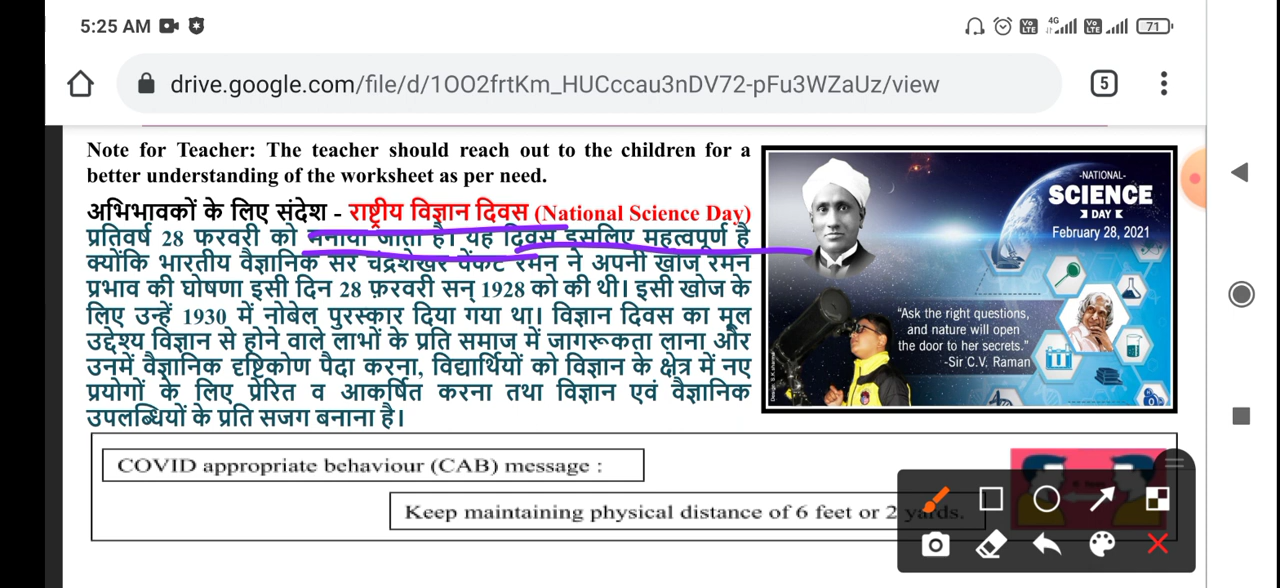 5:25 AM
4G
71
drive.google.com/file/d/1OO2frtKm_HUCccau3nDV72-pFu3WZaUz/view
5
Note for Teacher: The teacher should reach out to the children for a
better understanding of the worksheet as per need.
अभिभावकों के लिए संदेश - राष्ट्रीय विज्ञान दिवस (National Science Day)
प्रतिवर्ष 28 फरवरी को मनाया जाता है। यह दिवस इसलिए महत्वपूर्ण है
क्योंकि भारतीय वैज्ञानिक सर चंद्रशेखर वेंकट रमन ने अपनी खोज रमन
प्रभाव की घोषणा इसी दिन 28 फ़रवरी सन् 1928 को की थी। इसी खोज के
लिए उन्हें 1930 में नोबेल पुरस्कार दिया गया था। विज्ञान दिवस का मूल
उद्देश्य विज्ञान से होने वाले लाभों के प्रति समाज में जागरूकता लाना और
उनमें वैज्ञानिक दृष्टिकोण पैदा करना, विद्यार्थियों को विज्ञान के क्षेत्र में नए
प्रयोगों के लिए प्रेरित व आकर्षित करना तथा विज्ञान एवं वैज्ञानिक
उपलब्धियों के प्रति सजग बनाना है।
-NATIONAL-
SCIENCE
DAY
February 28, 2021
“Ask the right questions,
and nature will open
the door to her secrets.”
-Sir C.V. Raman
COVID appropriate behaviour (CAB) message :
Keep maintaining physical distance of 6 feet or 2 yards.